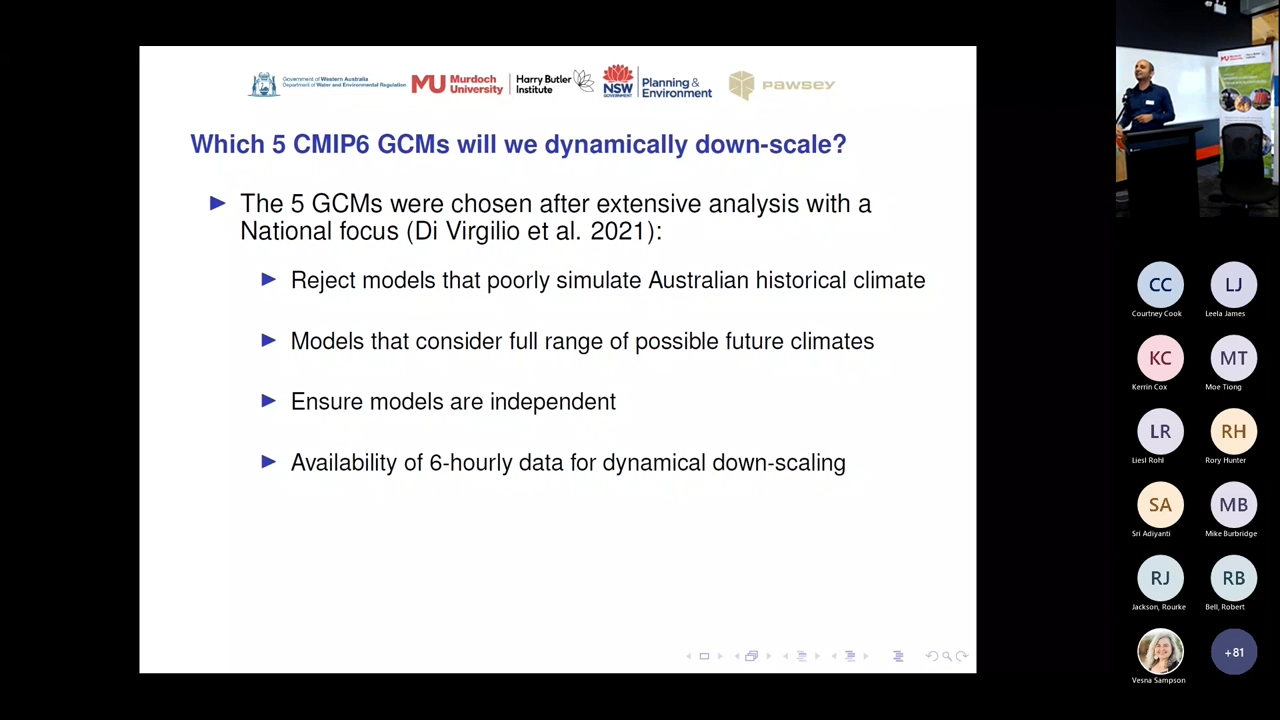 Government of Western Australia
Department of Water and Environmental Regulation
MU Murdoch University
Harry Butler Institute
NSW GOVERNMENT
Planning & Environment
PAWSEY
Which 5 CMIP6 GCMs will we dynamically down-scale?
The 5 GCMs were chosen after extensive analysis with a
National focus (Di Virgilio et al. 2021):
Reject models that poorly simulate Australian historical climate
Models that consider full range of possible future climates
Ensure models are independent
Availability of 6-hourly data for dynamical down-scaling
CC LJ
Courtney Cook Leela James
KC MT
Kerrin Cox Moe Tiong
LR RH
Liesl Rohl Rory Hunter
SA MB
Sri Adiyanti Mike Burbridge
RJ RB
Jackson, Rourke Bell, Robert
+81
Vesna Sampson